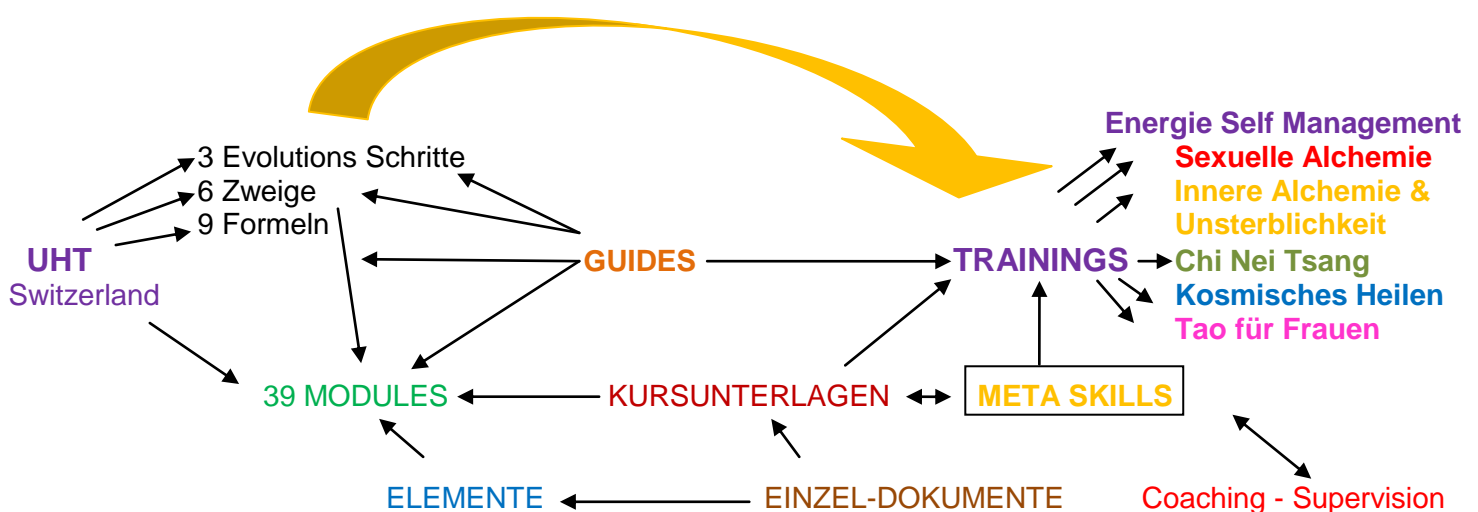 Energie Self Management
3 Evolutions Schritte
Sexuelle Alchemie
6 Zweige
Innere Alchemie &
9 Formeln
Unsterblichkeit
UHT
GUIDES
TRAININGS
Chi Nei Tsang
Switzerland
Kosmisches Heilen
Tao für Frauen
39 MODULES
KURSUNTERLAGEN
META SKILLS
ELEMENTE
EINZEL-DOKUMENTE
Coaching - Supervision